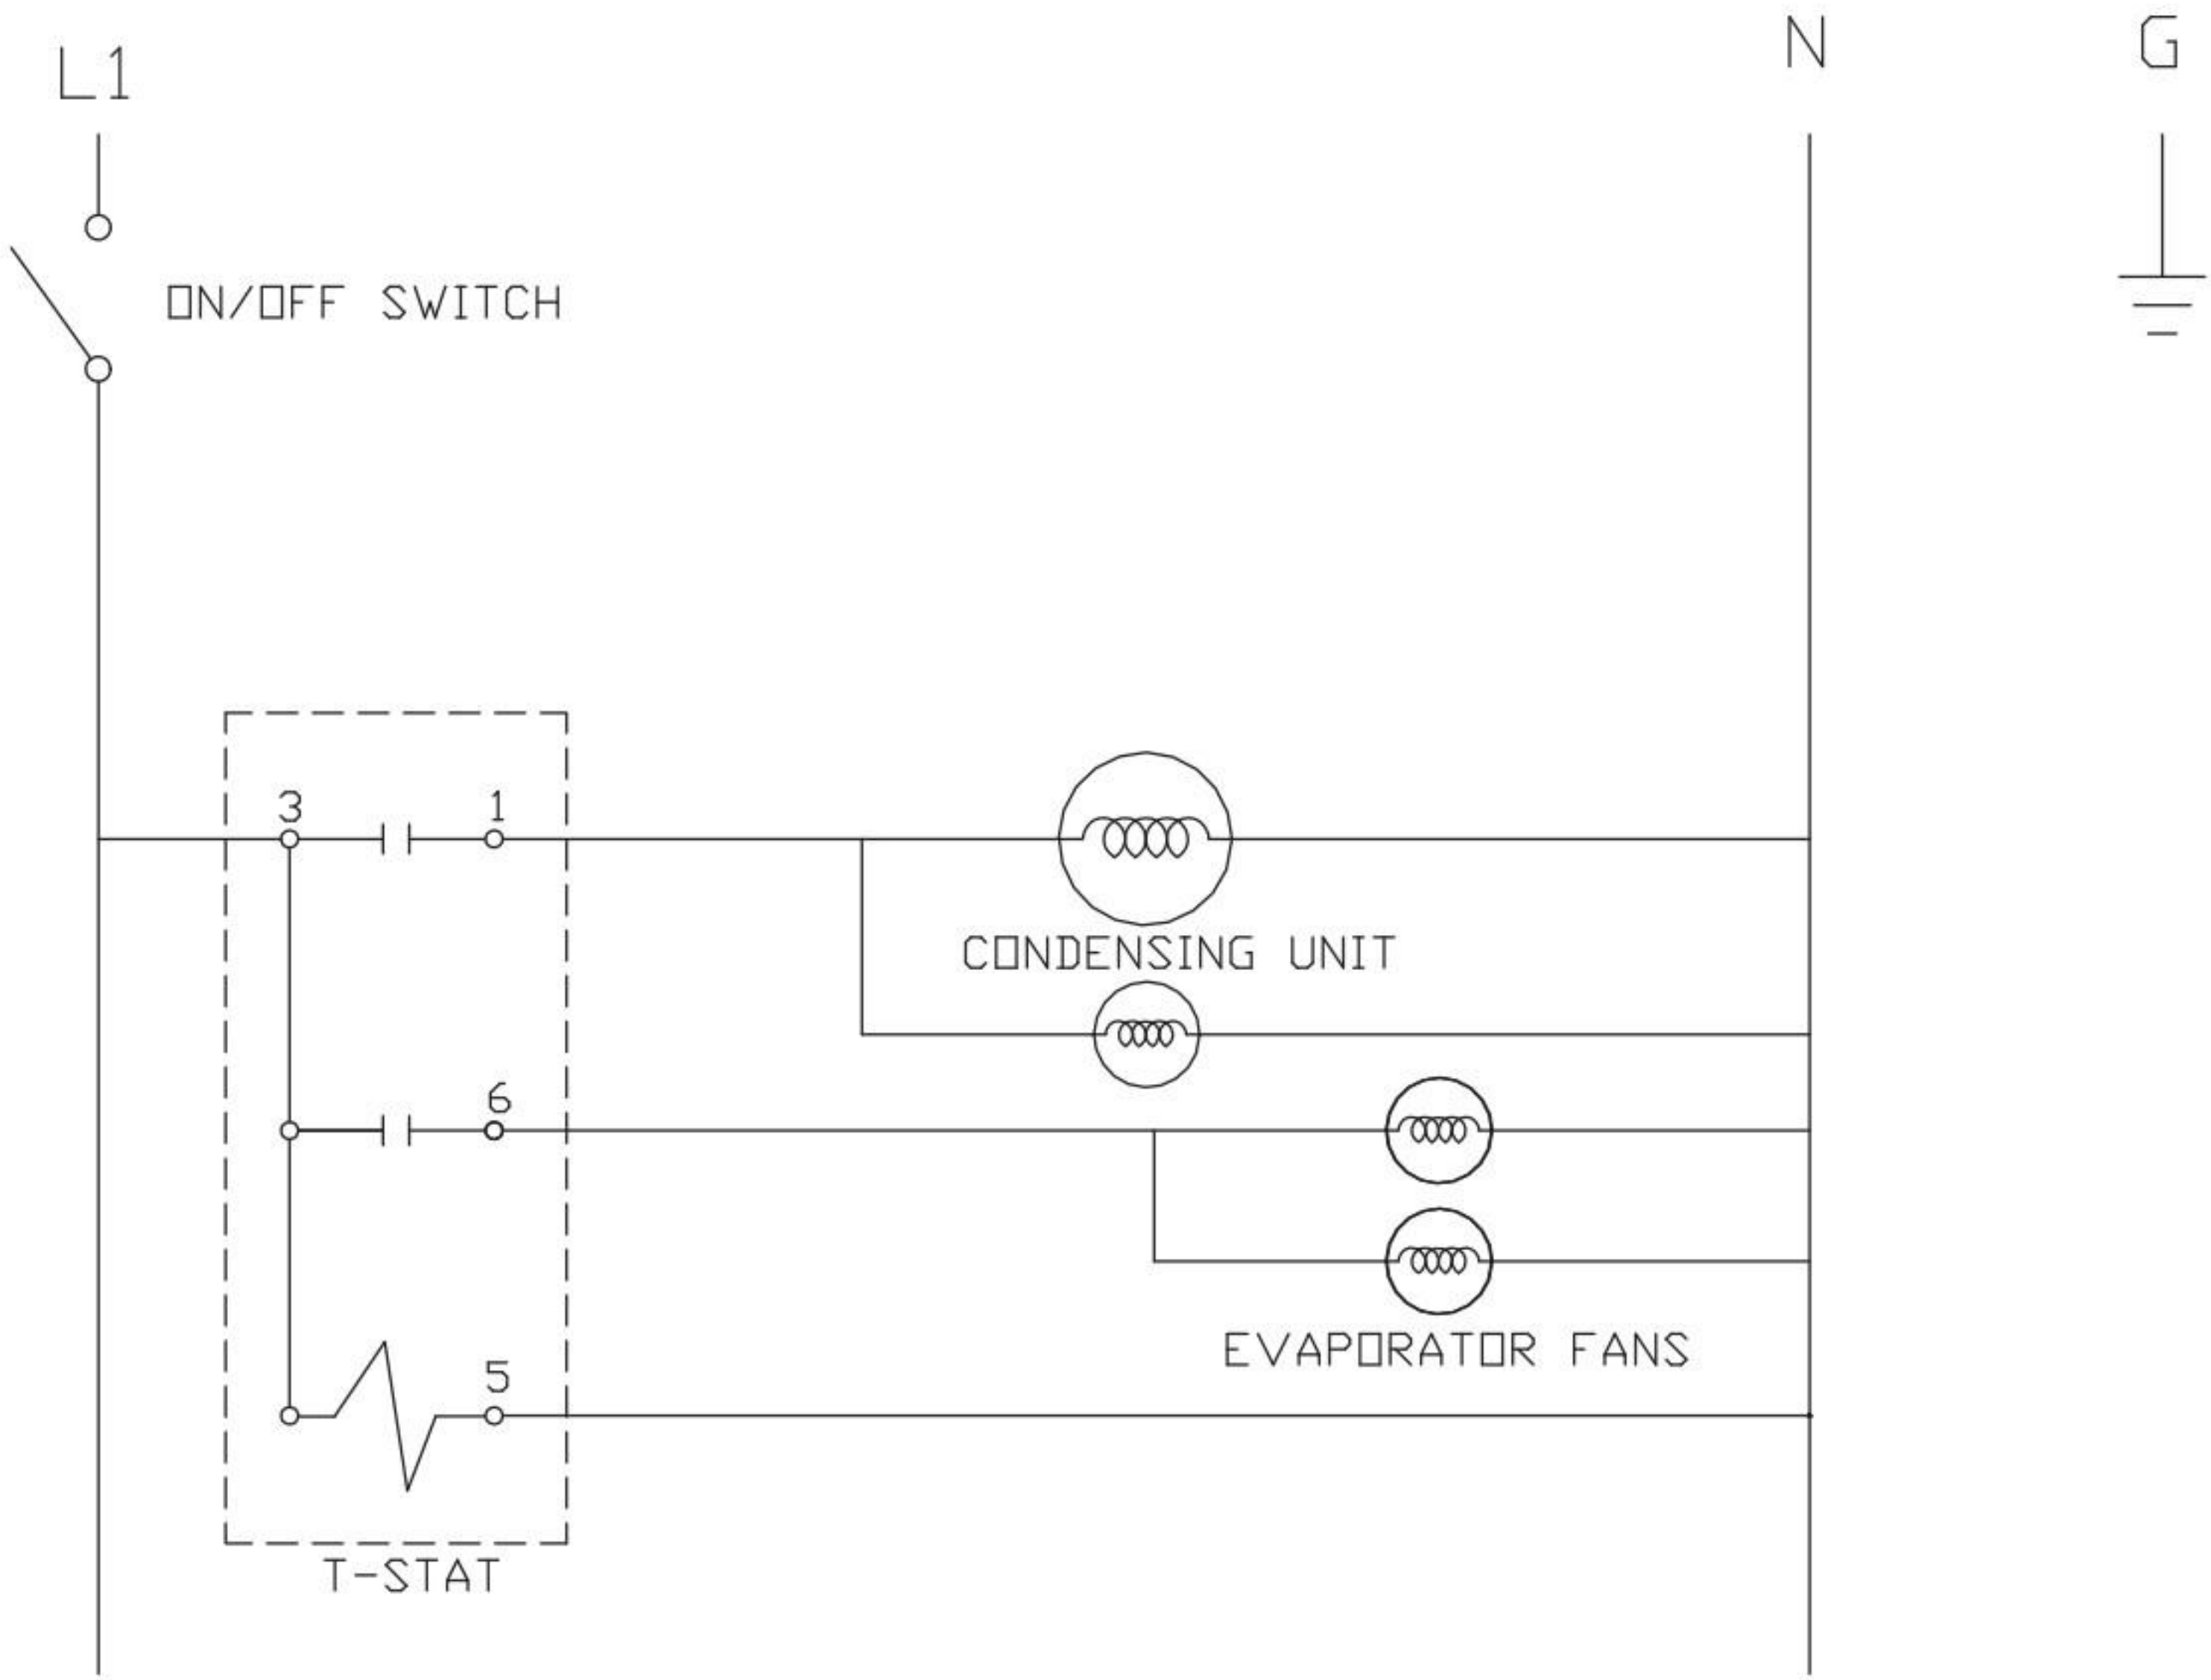 L1
N
G
ON/OFF SWITCH
3
1
CONDENSING UNIT
6
EVAPORATOR FANS
5
T-STAT